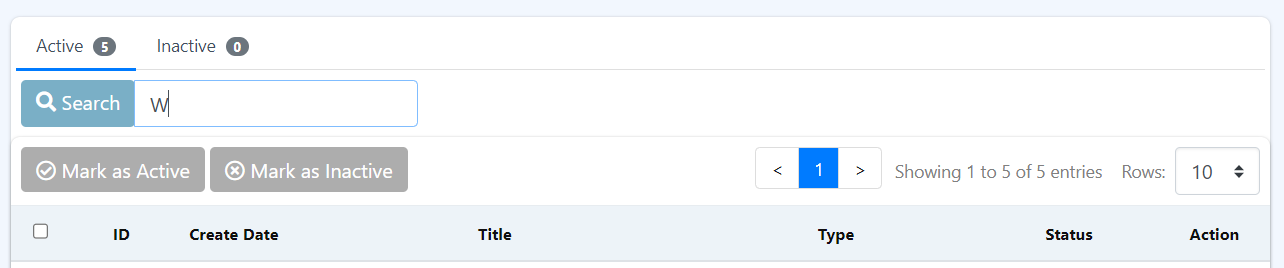 Active 5 Inactive 0
Search W
Mark as Active Mark as Inactive < 1 > Showing 1 to 5 of 5 entries Rows: 10
ID Create Date Title Type Status Action